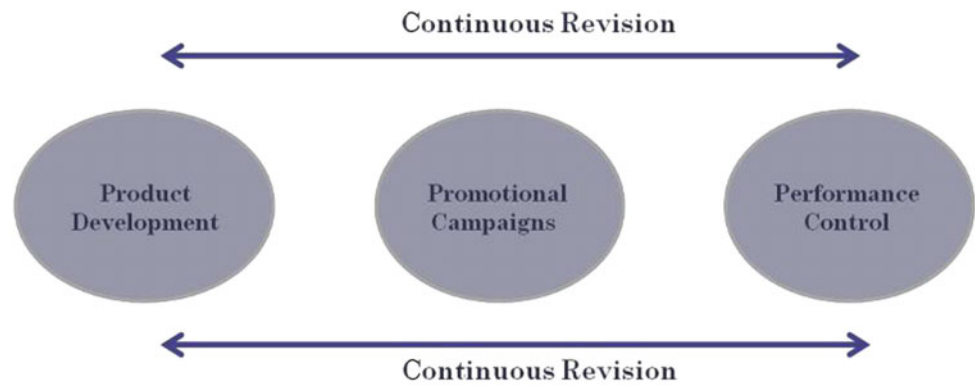 Continuous Revision
Product
Development
Promotional
Campaigns
Performance
Control
Continuous Revision